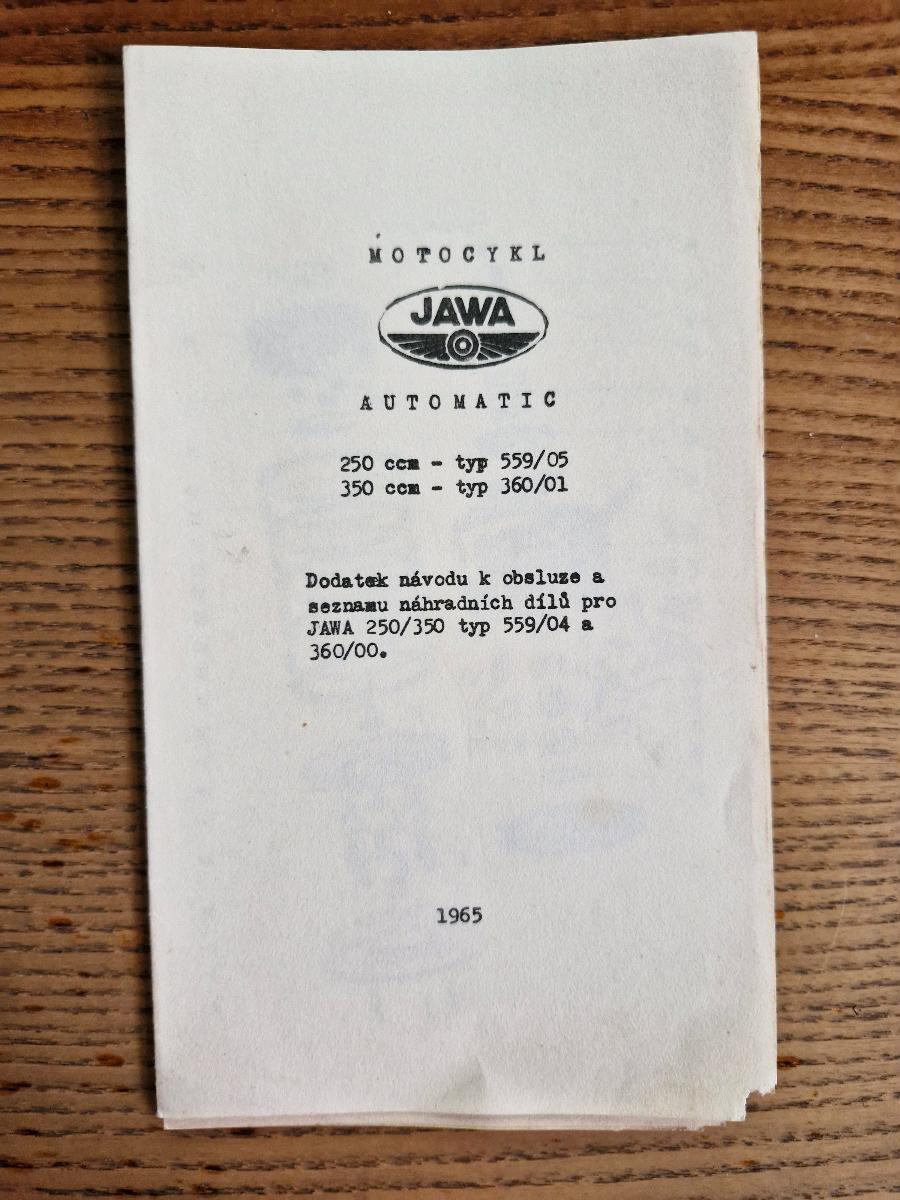 MOTOCYKL
JAWA
AUTOMATIC
250 ccm - typ 559/05
350 ccm - typ 360/01
Dodatek návodu k obsluze a
seznamu náhradních dílů pro
JAWA 250/350 typ 559/04 a
360/00.
1965